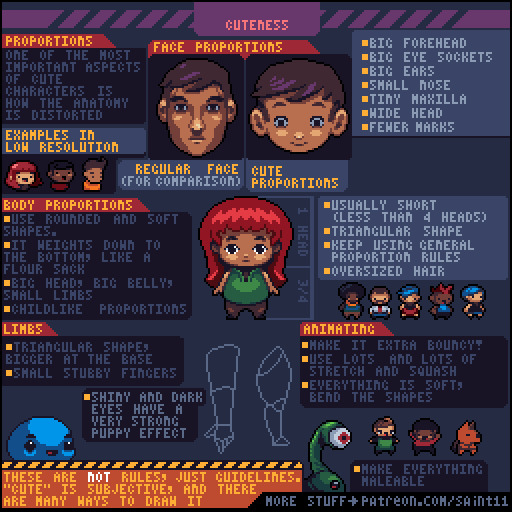 CUTENESS
PROPORTIONS
ONE OF THE MOST
IMPORTANT ASPECTS
OF CUTE
CHARACTERS IS
HOW THE ANATOMY
IS DISTORTED
EXAMPLES IN
LOW RESOLUTION
FACE PROPORTIONS
REGULAR FACE
(FOR COMPARISON)
CUTE
PROPORTIONS
BIG FOREHEAD
BIG EYE SOCKETS
BIG EARS
SMALL NOSE
TINY MAXILLA
WIDE HEAD
FEWER MARKS
BODY PROPORTIONS
USE ROUNDED AND SOFT
SHAPES.
IT WEIGHTS DOWN TO
THE BOTTOM, LIKE A
FLOUR SACK
BIG HEAD, BIG BELLY,
SMALL LIMBS
CHILDLIKE PROPORTIONS
1 HEAD
3/4
USUALLY SHORT
(LESS THAN 4 HEADS)
TRIANGULAR SHAPE
KEEP USING GENERAL
PROPORTION RULES
OVERSIZED HAIR
LIMBS
TRIANGULAR SHAPE,
BIGGER AT THE BASE
SMALL STUBBY FINGERS
SHINY AND DARK
EYES HAVE A
VERY STRONG
PUPPY EFFECT
ANIMATING
MAKE IT EXTRA BOUNCY!
USE LOTS AND LOTS OF
STRETCH AND SQUASH
EVERYTHING IS SOFT,
BEND THE SHAPES
MAKE EVERYTHING
MALEABLE
THESE ARE NOT RULES, JUST GUIDELINES.
"CUTE" IS SUBJECTIVE, AND THERE
ARE MANY WAYS TO DRAW IT
MORE STUFF→PATREON.COM/SAINT11